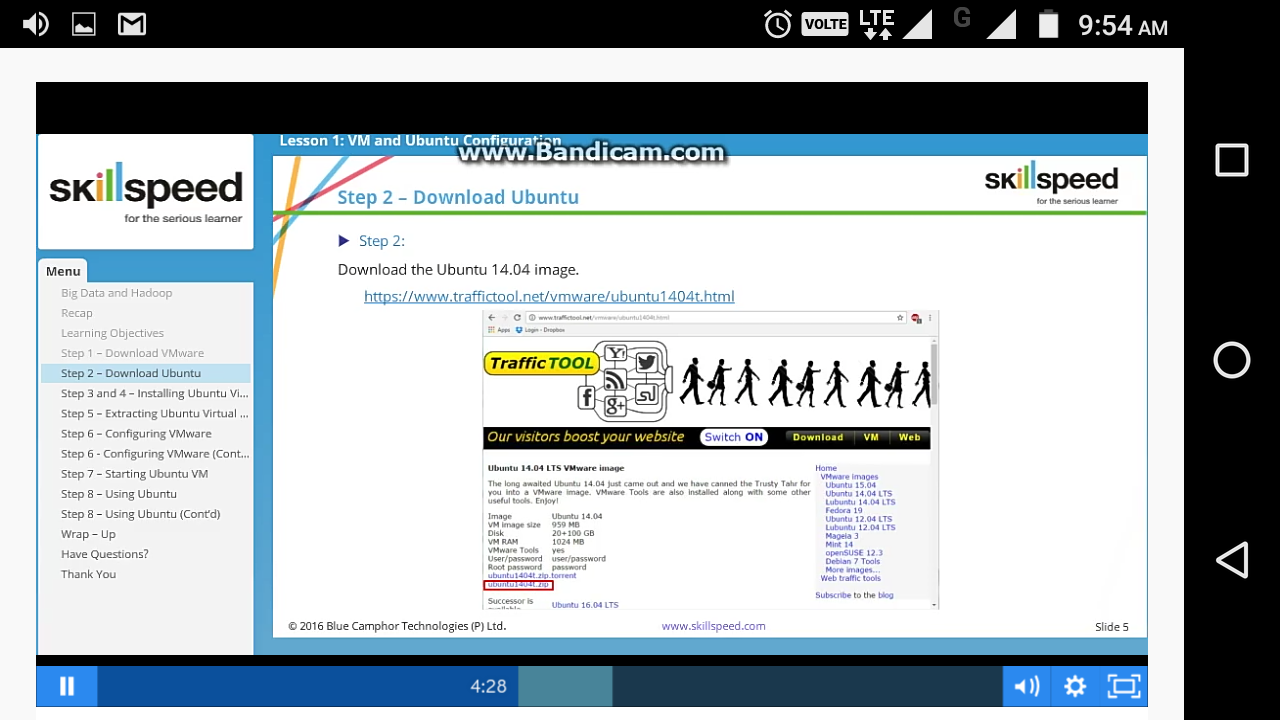 VOLTE
LTE
G
9:54 AM
Lesson 1: VM and Ubuntu Configuration
www.Bandicam.com
skillspeed
for the serious learner
Menu
Big Data and Hadoop
Recap
Learning Objectives
Step 1 – Download VMware
Step 2 – Download Ubuntu
Step 3 and 4 – Installing Ubuntu Vi...
Step 5 – Extracting Ubuntu Virtual ...
Step 6 – Configuring VMware
Step 6 - Configuring VMware (Cont...
Step 7 – Starting Ubuntu VM
Step 8 – Using Ubuntu
Step 8 – Using Ubuntu (Cont'd)
Wrap – Up
Have Questions?
Thank You
Step 2 – Download Ubuntu
skillspeed
for the serious learner
Step 2:
Download the Ubuntu 14.04 image.
https://www.traffictool.net/vmware/ubuntu1404t.html
www.traffictool.net/vmware/ubuntu1404t.html
Apps Login - Dropbox
Traffic TOOL
Y!
f
g+
Our visitors boost your website
Switch ON
Download VM Web
Ubuntu 14.04 LTS VMware image
The long awaited Ubuntu 14.04 just came out and we have canned the Trusty Tahr for
you into a VMware image. VMware Tools are also installed along with some other
useful tools. Enjoy!
Image Ubuntu 14.04
VM image size 959 MB
Disk 20+100 GB
VM RAM 1024 MB
VMware Tools yes
User/password user/password
Root password password
ubuntu1404t.zip.torrent
ubuntu1404t.zip
Successor is
available
Ubuntu 16.04 LTS
Home
VMware images
Ubuntu 15.04
Ubuntu 14.04 LTS
Lubuntu 14.04 LTS
Fedora 19
Ubuntu 12.04 LTS
Lubuntu 12.04 LTS
Mageia 3
Mint 14
openSUSE 12.3
Debian 7 Tools
More images...
Web traffic tools
Subscribe to the blog
© 2016 Blue Camphor Technologies (P) Ltd.
www.skillspeed.com
Slide 5
4:28